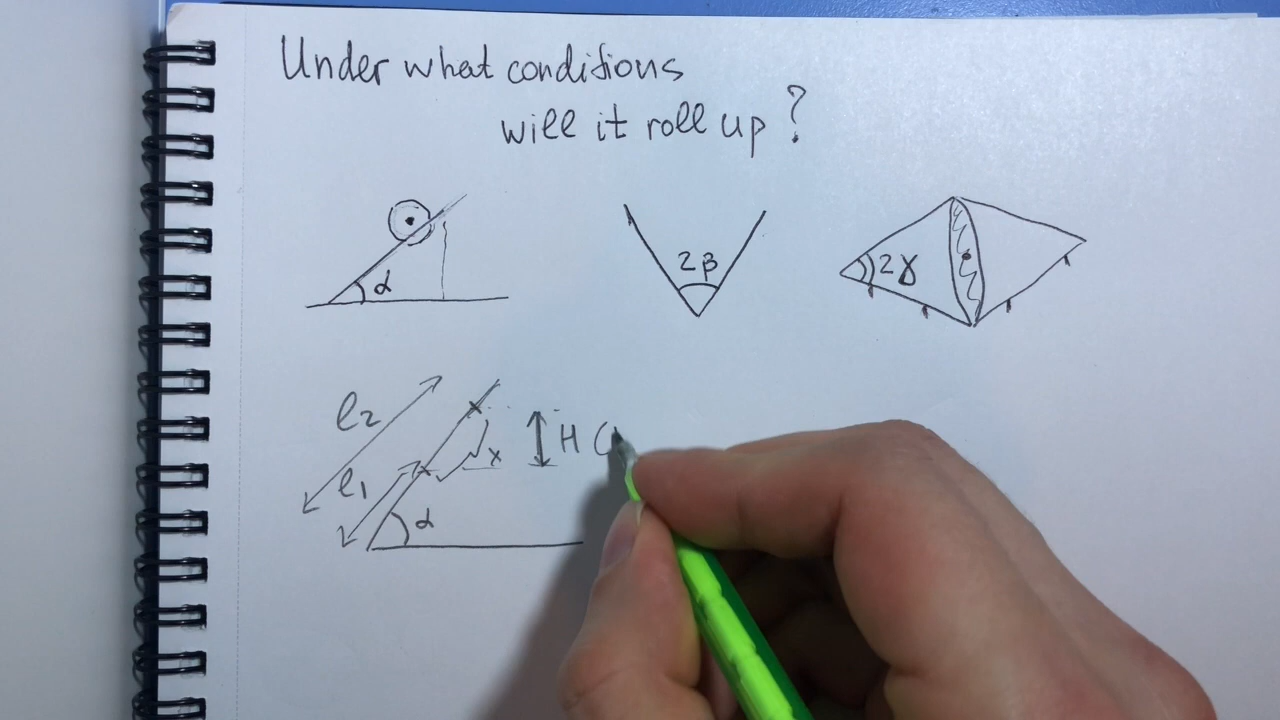 Under what conditions
will it roll up?
α
2β
2γ
l2
l1
x
H (
α